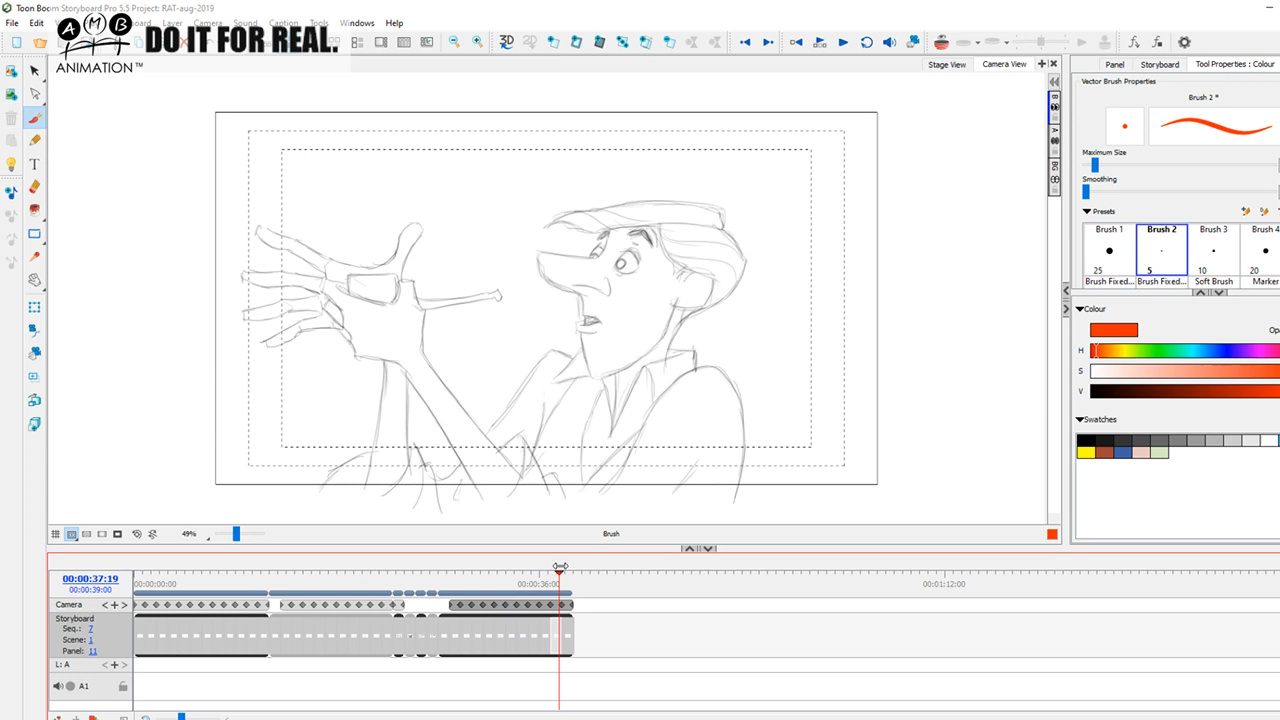 Toon Boom Storyboard Pro 5.5 Project: RAT-aug-2019
File Edit Layer Camera Sound Caption Tools Windows Help
AMB
ANIMATION™
DO IT FOR REAL.
3D
2D
Stage View Camera View
Panel Storyboard Tool Properties : Colour
Vector Brush Properties
Brush 2 *
Maximum Size
Smoothing
Presets
Brush 1 Brush 2 Brush 3 Brush 4
25 5 10 20
Brush Fixed... Brush Fixed... Soft Brush Marker
Colour
H
S
V
Swatches
B
A
BG
T
49%
Brush
00:00:37:19
00:00:39:00
00:00:00:00 00:00:36:00 00:01:12:00
Camera
Storyboard
Seq.: 7
Scene: 1
Panel: 11
L: A
A1